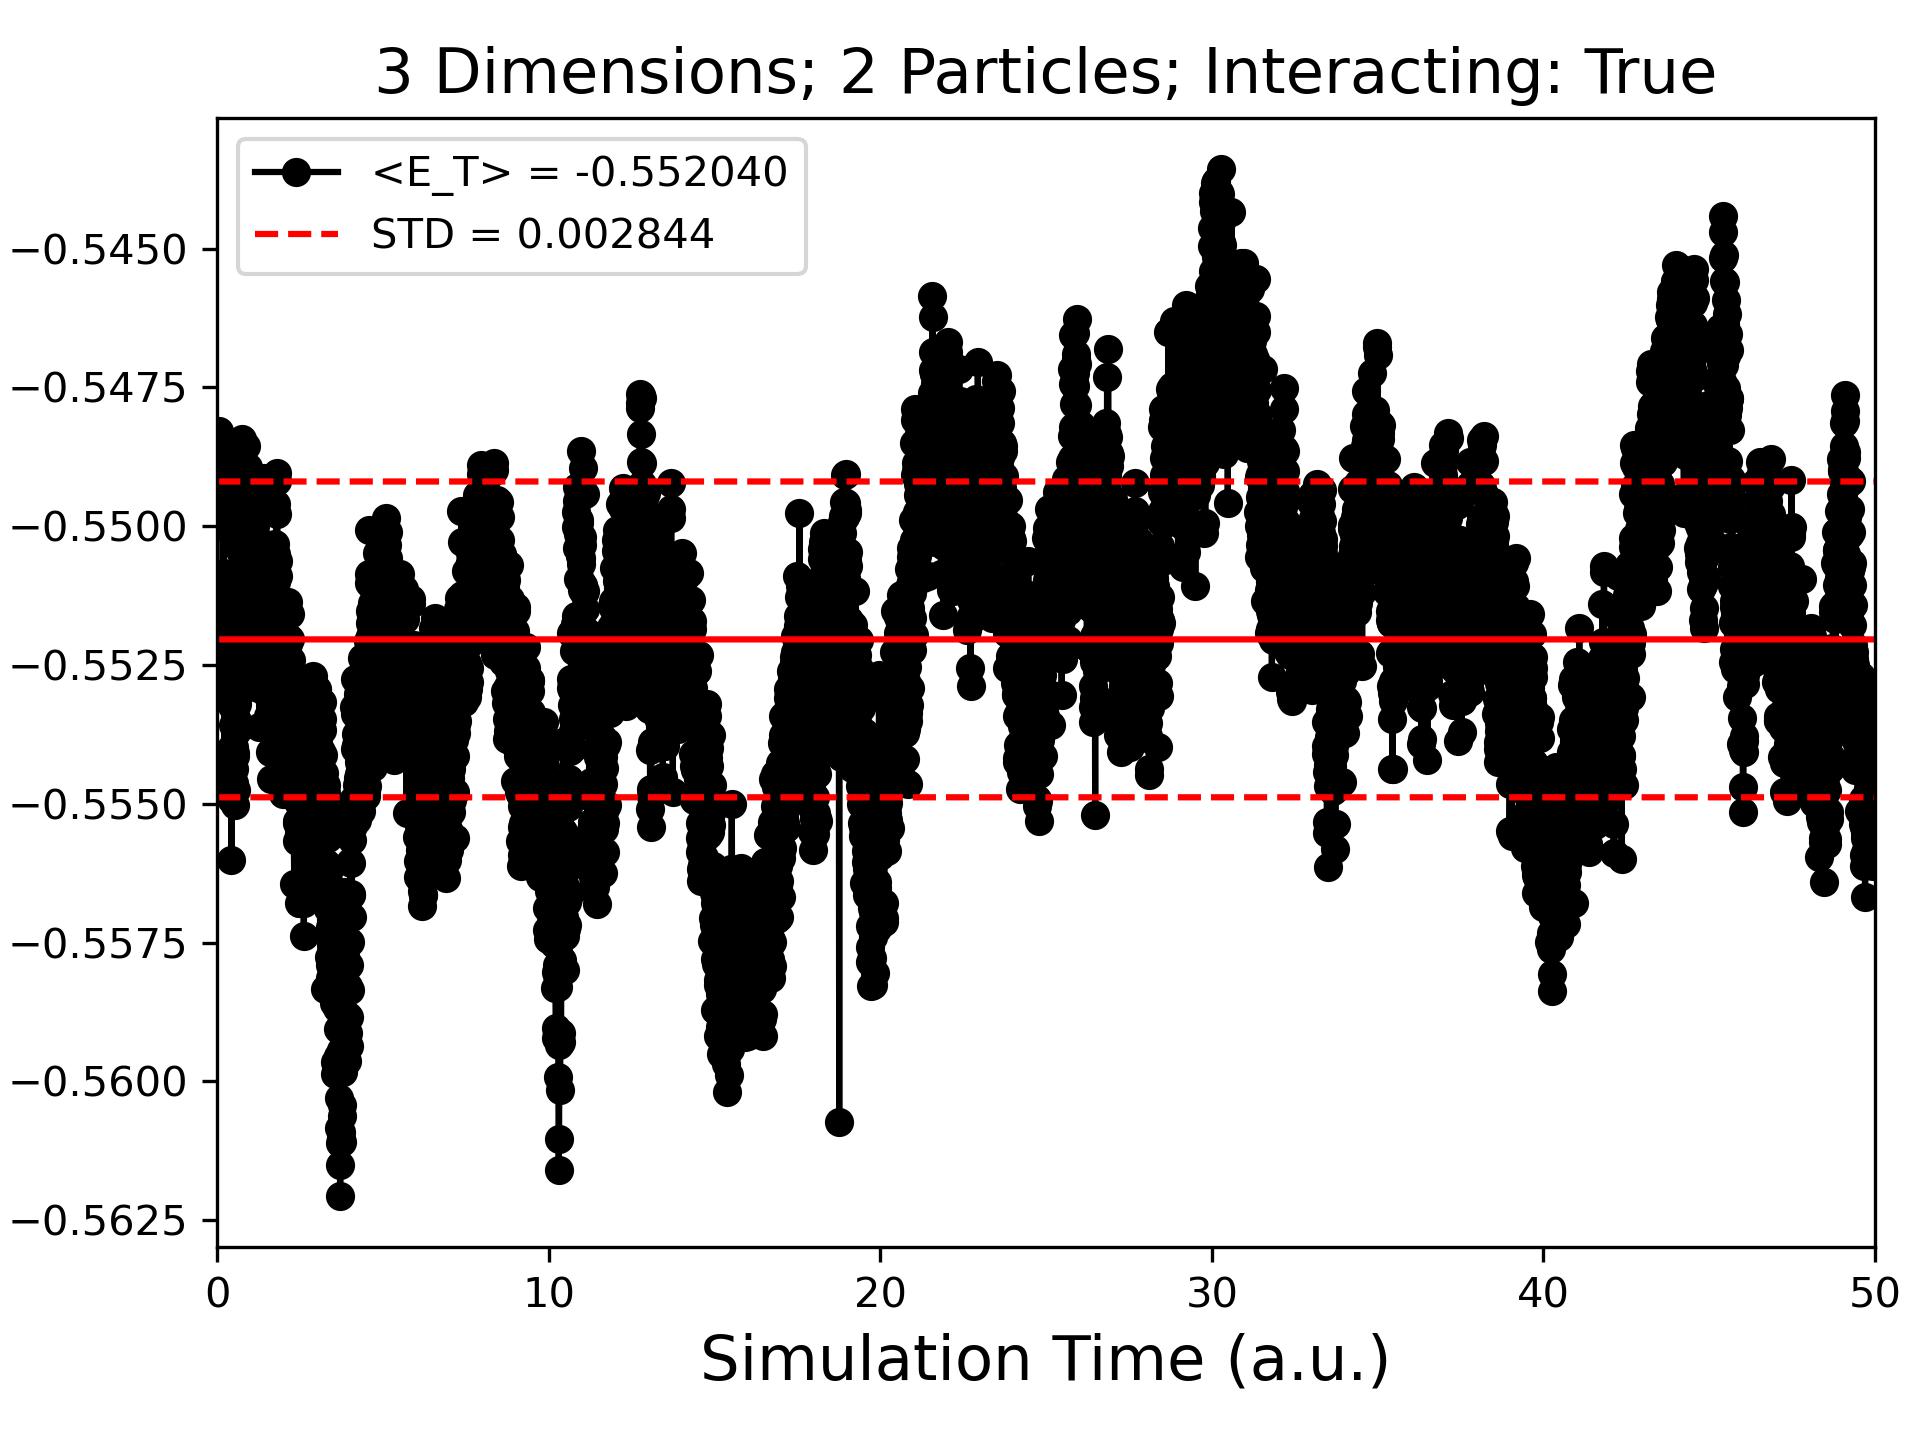 3 Dimensions; 2 Particles; Interacting: True
<E_T> = -0.552040
STD = 0.002844
−0.5450
−0.5475
−0.5500
−0.5525
−0.5550
−0.5575
−0.5600
−0.5625
0 10 20 30 40 50
Simulation Time (a.u.)